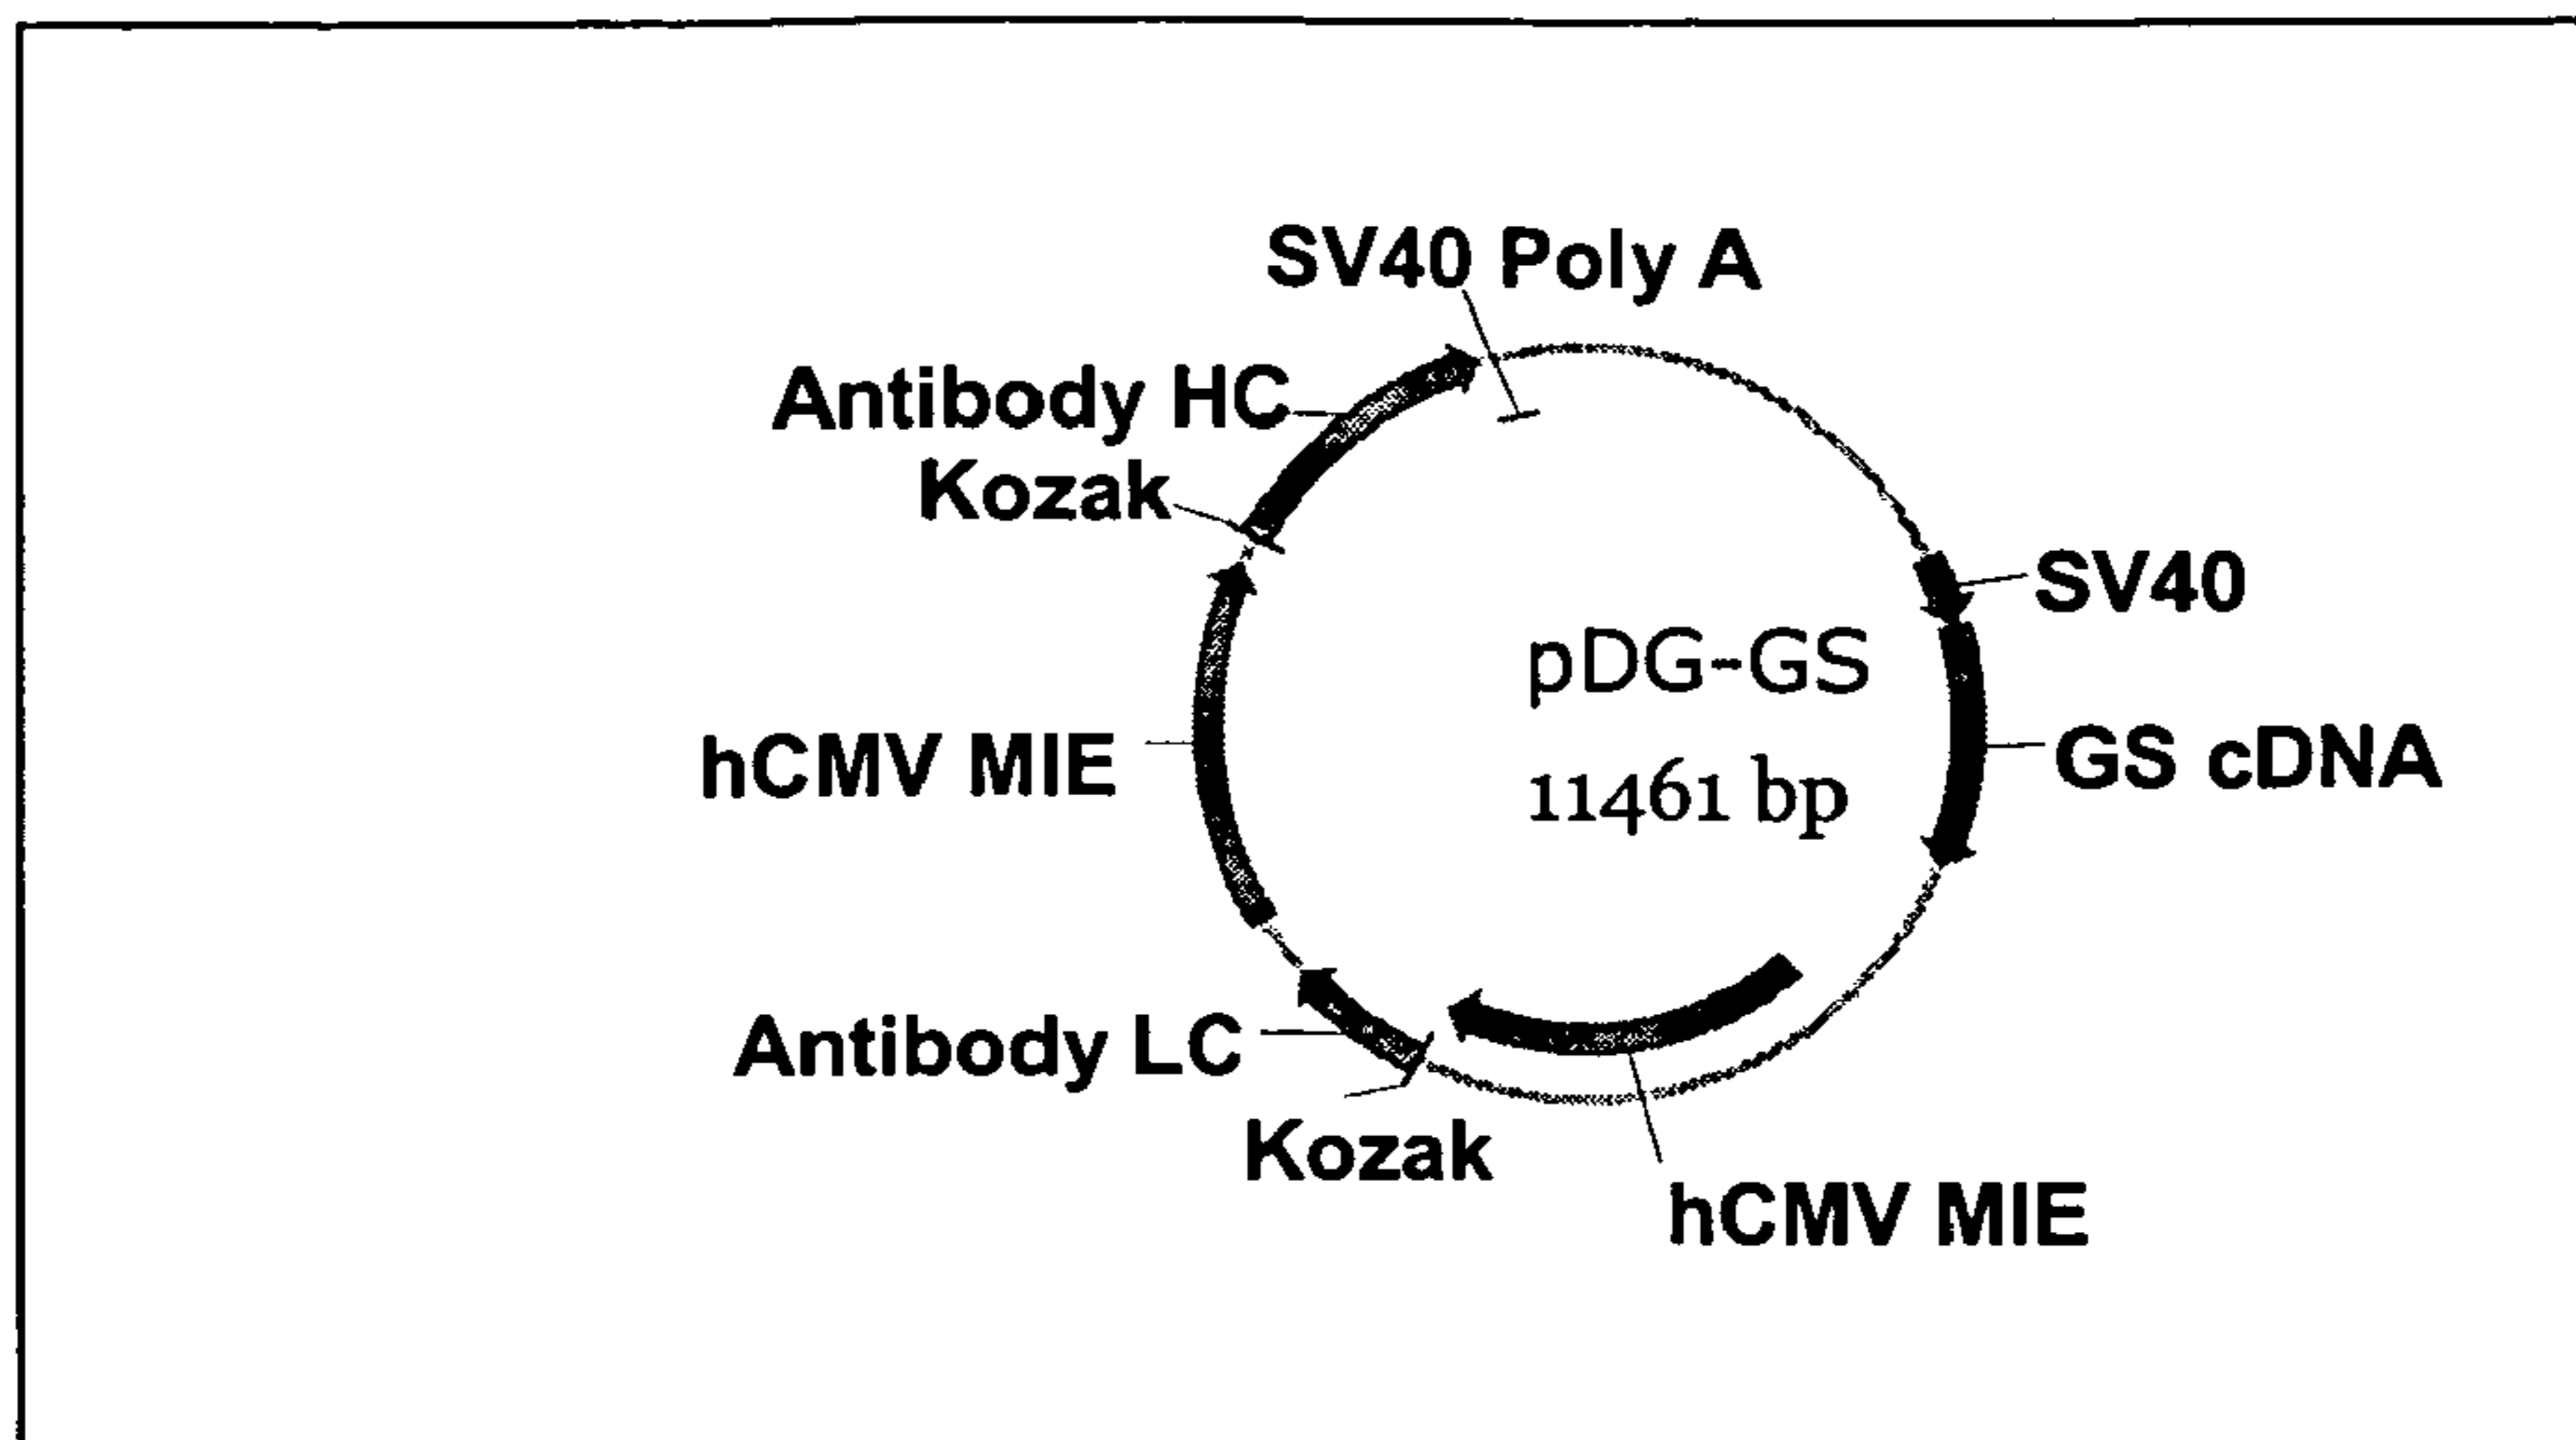 SV40 Poly A
Antibody HC
Kozak
SV40
pDG-GS
hCMV MIE
GS cDNA
11461 bp
Antibody LC
Kozak
hCMV MIE